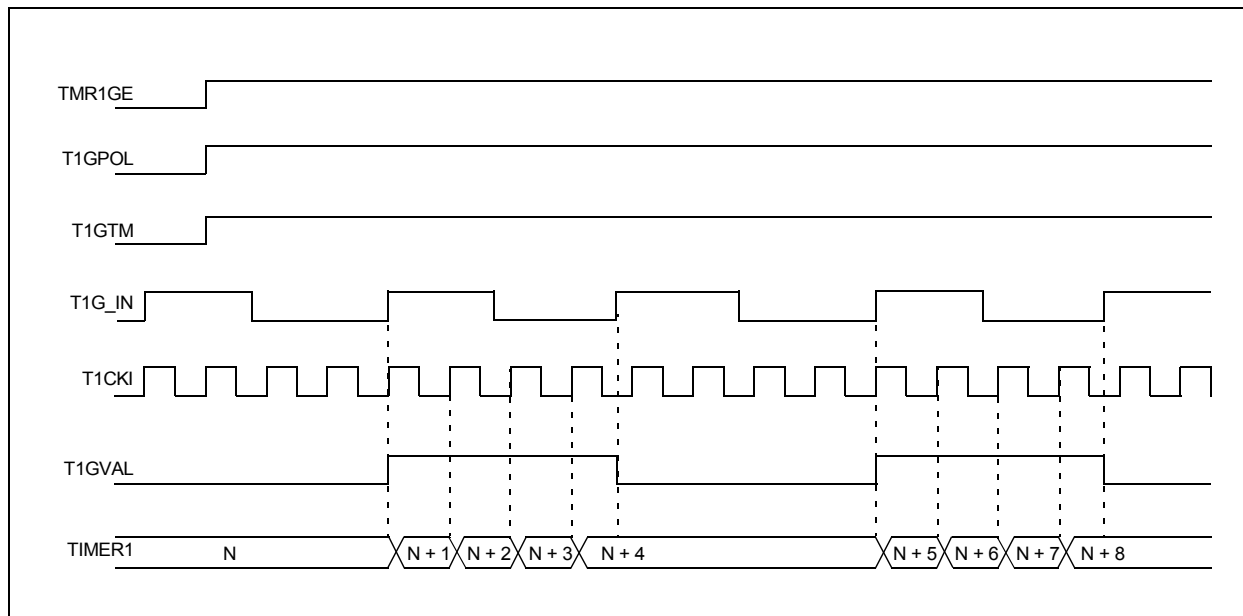 TMR1GE
T1GPOL
T1GTM
T1G_IN
T1CKI
T1GVAL
TIMER1 N N + 1 N + 2 N + 3 N + 4 N + 5 N + 6 N + 7 N + 8